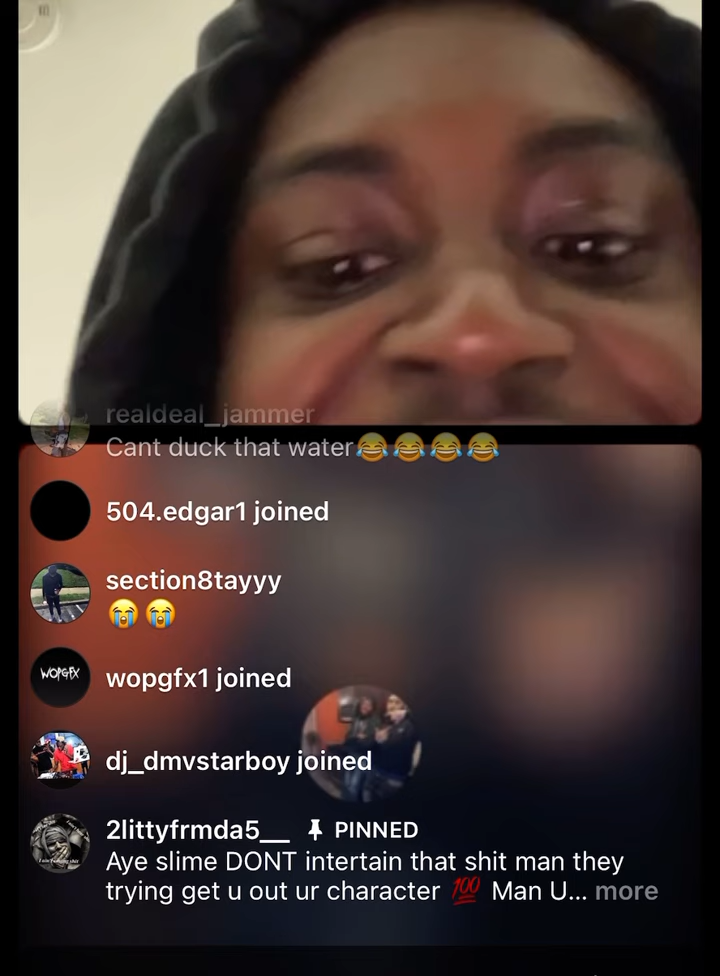 realdeal_jammer
Cant duck that water😂😂😂😂
504.edgar1 joined
section8tayyy
😭😭
WOPGFX
wopgfx1 joined
dj_dmvstarboy joined
2littyfrmda5__ 📌 PINNED
Aye slime DONT intertain that shit man they
trying get u out ur character 💯 Man U... more